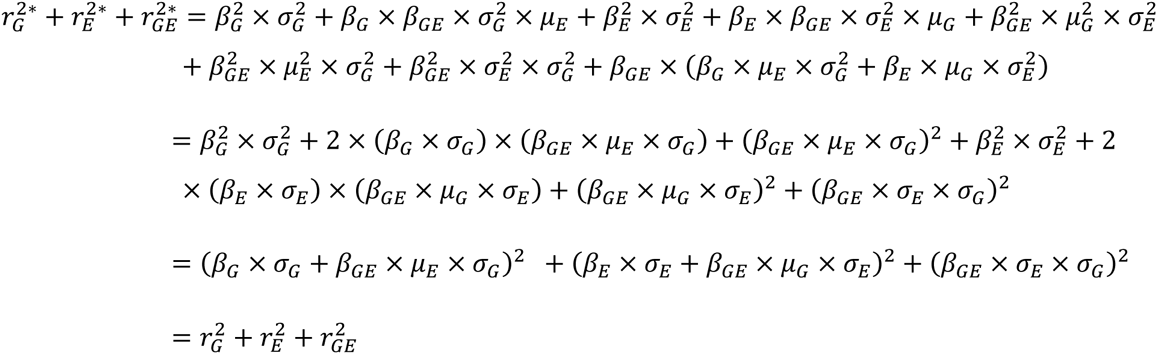 r_G^{2*} + r_E^{2*} + r_{GE}^{2*} = β_G^2 × σ_G^2 + β_G × β_{GE} × σ_G^2 × μ_E + β_E^2 × σ_E^2 + β_E × β_{GE} × σ_E^2 × μ_G + β_{GE}^2 × μ_G^2 × σ_E^2
+ β_{GE}^2 × μ_E^2 × σ_G^2 + β_{GE}^2 × σ_E^2 × σ_G^2 + β_{GE} × (β_G × μ_E × σ_G^2 + β_E × μ_G × σ_E^2)
= β_G^2 × σ_G^2 + 2 × (β_G × σ_G) × (β_{GE} × μ_E × σ_G) + (β_{GE} × μ_E × σ_G)^2 + β_E^2 × σ_E^2 + 2
× (β_E × σ_E) × (β_{GE} × μ_G × σ_E) + (β_{GE} × μ_G × σ_E)^2 + (β_{GE} × σ_E × σ_G)^2
= (β_G × σ_G + β_{GE} × μ_E × σ_G)^2 + (β_E × σ_E + β_{GE} × μ_G × σ_E)^2 + (β_{GE} × σ_E × σ_G)^2
= r_G^2 + r_E^2 + r_{GE}^2